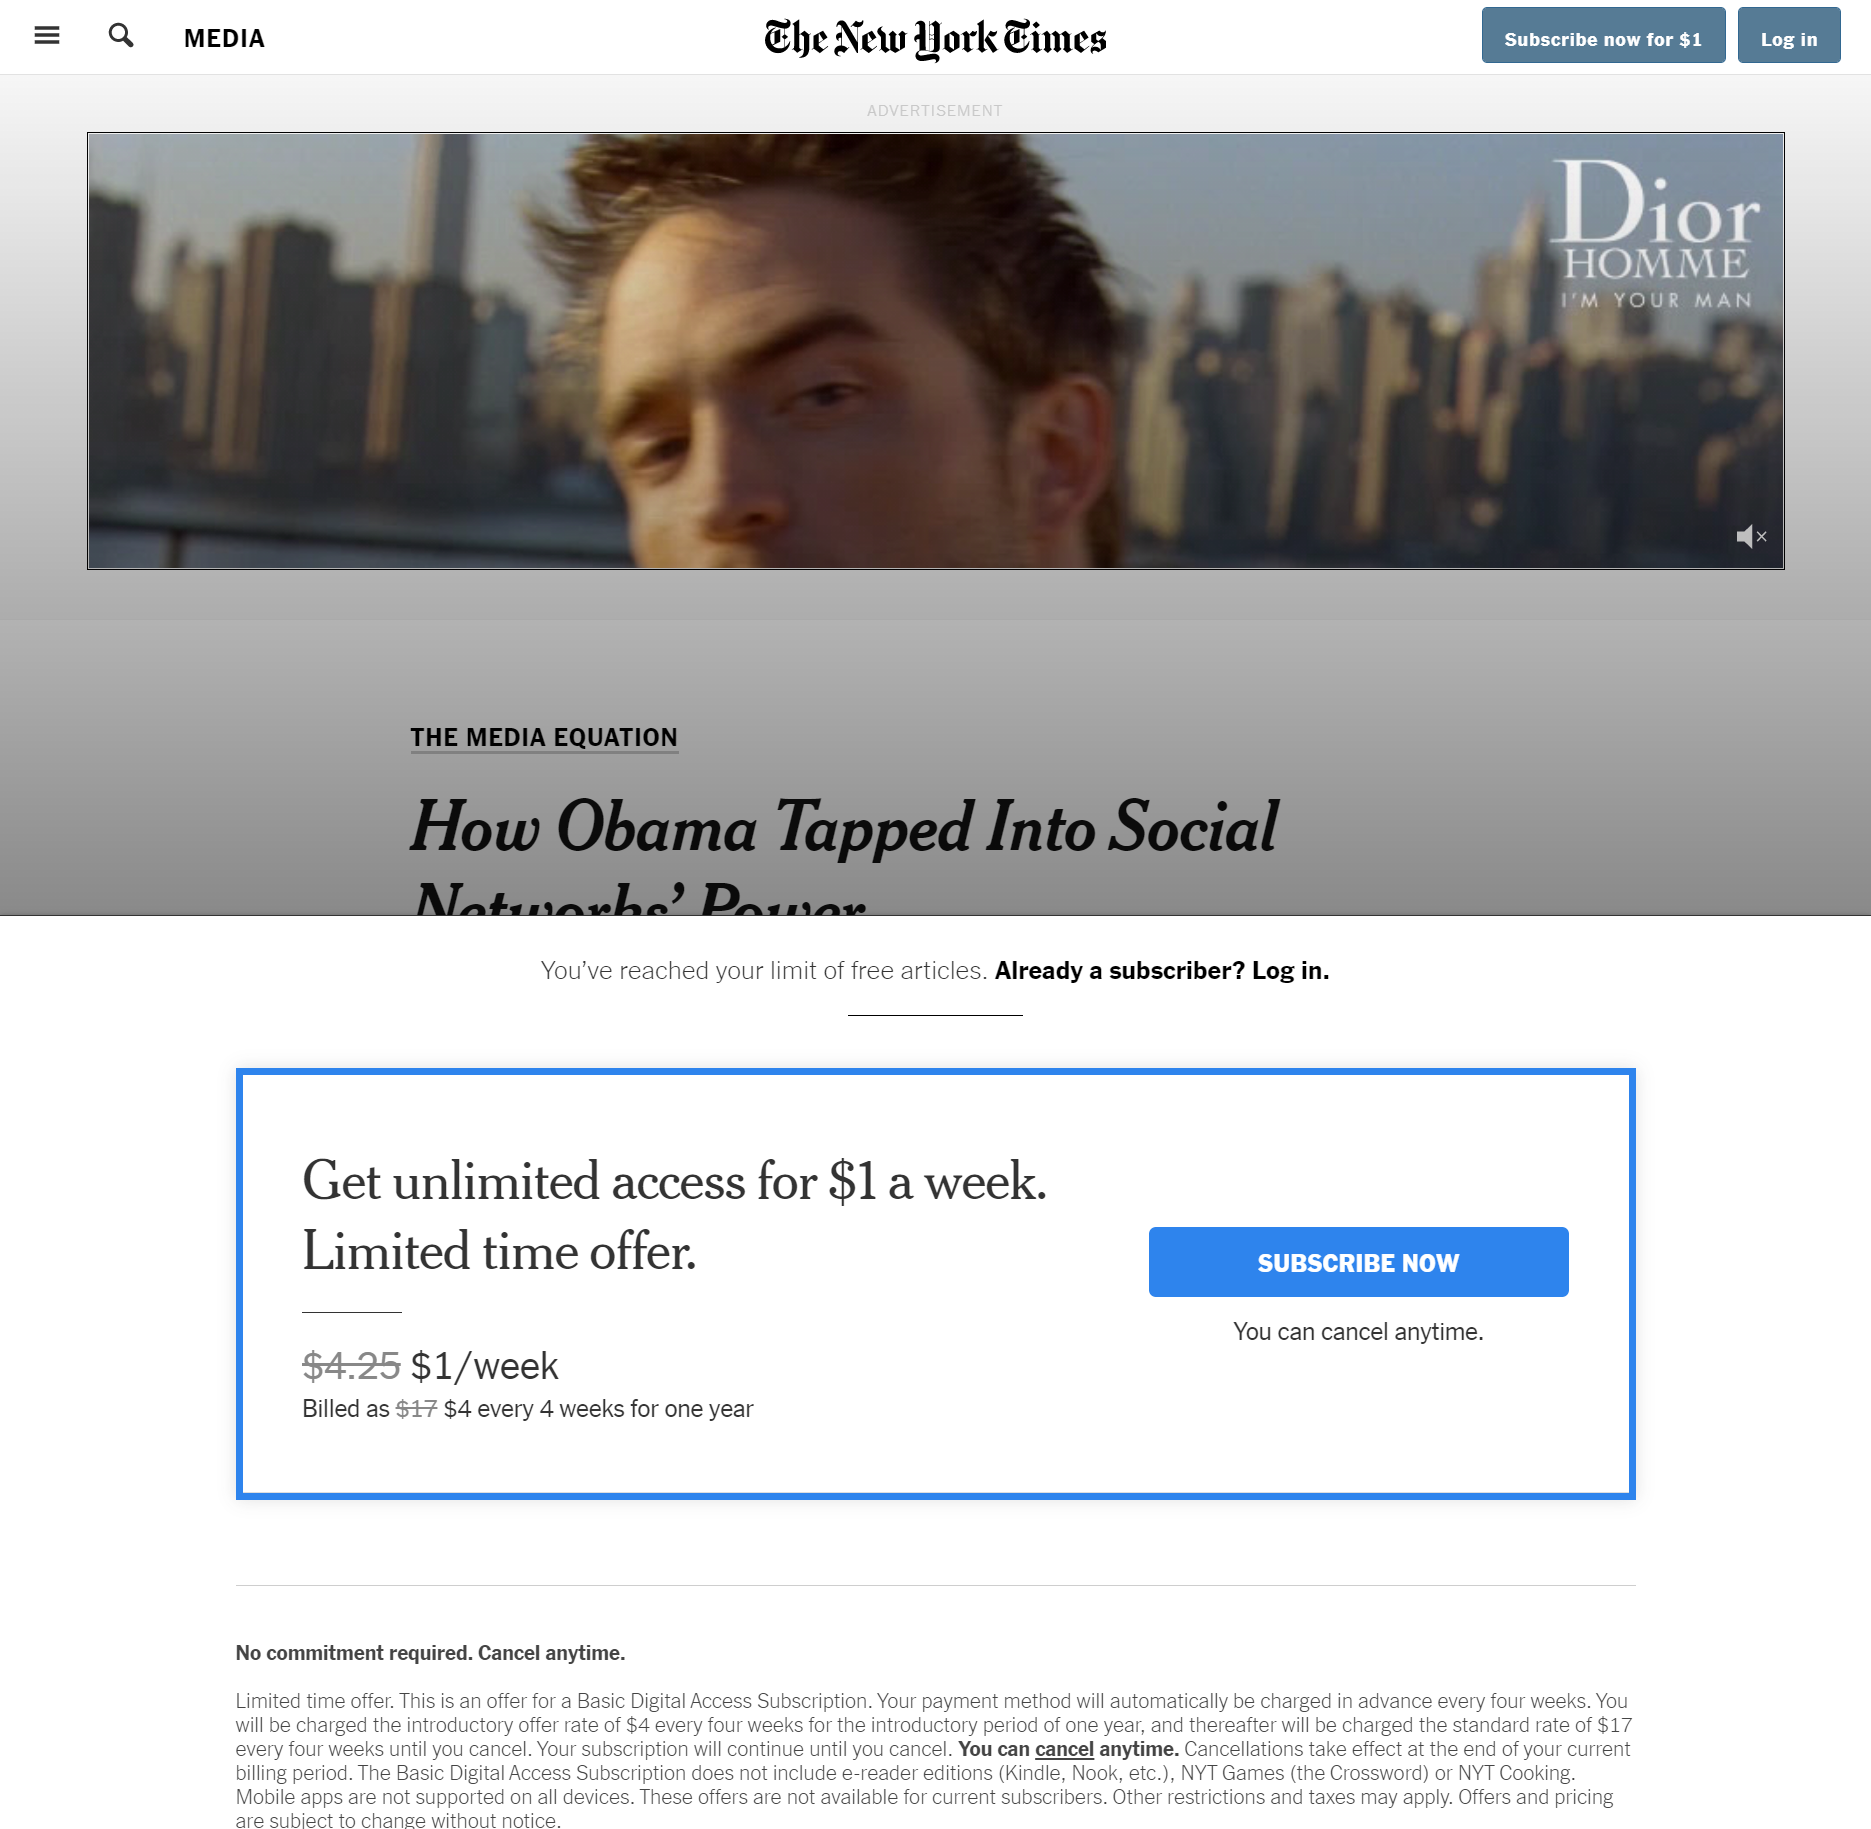 MEDIA
The New York Times
Subscribe now for $1
Log in
ADVERTISEMENT
Dior
HOMME
I'M YOUR MAN
THE MEDIA EQUATION
How Obama Tapped Into Social
Networks’ Power
You’ve reached your limit of free articles. Already a subscriber? Log in.
Get unlimited access for $1 a week.
Limited time offer.
SUBSCRIBE NOW
You can cancel anytime.
$4.25 $1/week
Billed as $17 $4 every 4 weeks for one year
No commitment required. Cancel anytime.
Limited time offer. This is an offer for a Basic Digital Access Subscription. Your payment method will automatically be charged in advance every four weeks. You
will be charged the introductory offer rate of $4 every four weeks for the introductory period of one year, and thereafter will be charged the standard rate of $17
every four weeks until you cancel. Your subscription will continue until you cancel. You can cancel anytime. Cancellations take effect at the end of your current
billing period. The Basic Digital Access Subscription does not include e-reader editions (Kindle, Nook, etc.), NYT Games (the Crossword) or NYT Cooking.
Mobile apps are not supported on all devices. These offers are not available for current subscribers. Other restrictions and taxes may apply. Offers and pricing
are subject to change without notice.